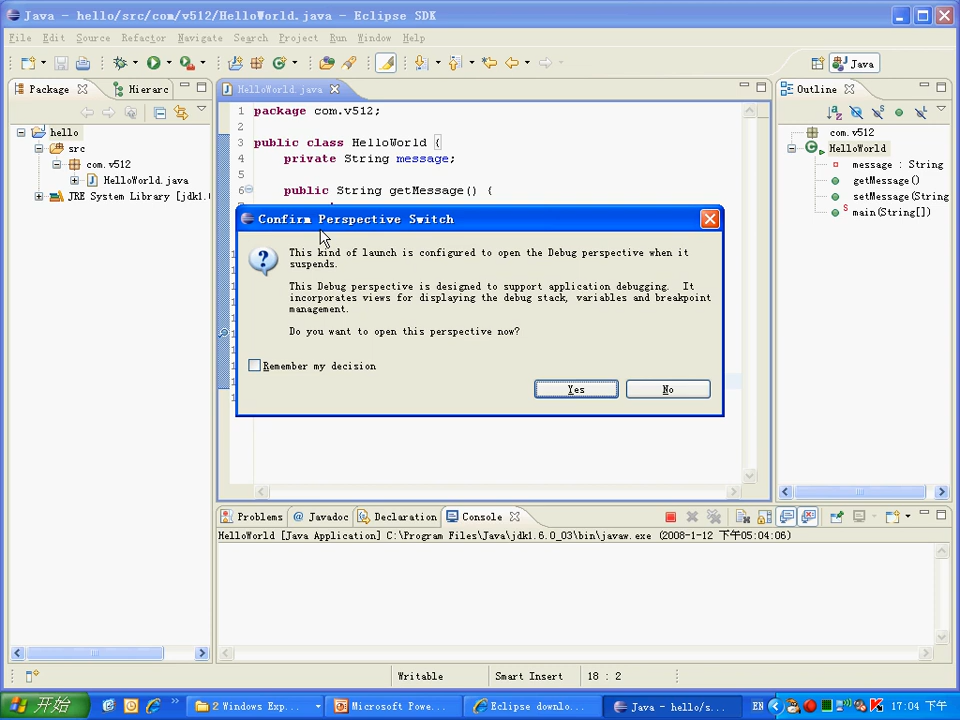 Java - hello/src/com/v512/HelloWorld.java - Eclipse SDK
File Edit Source Refactor Navigate Search Project Run Window Help
Java
Package
Hierarc
HelloWorld.java
Outline
hello
src
com.v512
HelloWorld.java
JRE System Library [jdk1.
1 package com.v512;
2
3 public class HelloWorld {
4 private String message;
5
6 public String getMessage() {
com.v512
HelloWorld
message : String
getMessage()
setMessage(String
main(String[])
Confirm Perspective Switch
This kind of launch is configured to open the Debug perspective when it
suspends.
This Debug perspective is designed to support application debugging. It
incorporates views for displaying the debug stack, variables and breakpoint
management.
Do you want to open this perspective now?
Remember my decision
Yes No
Problems Javadoc Declaration Console
HelloWorld [Java Application] C:\Program Files\Java\jdk1.6.0_03\bin\javaw.exe (2008-1-12 下午05:04:06)
Writable Smart Insert 18 : 2
开始 2 Windows Exp... Microsoft Powe... Eclipse downlo... Java - hello/s... EN 17:04 下午